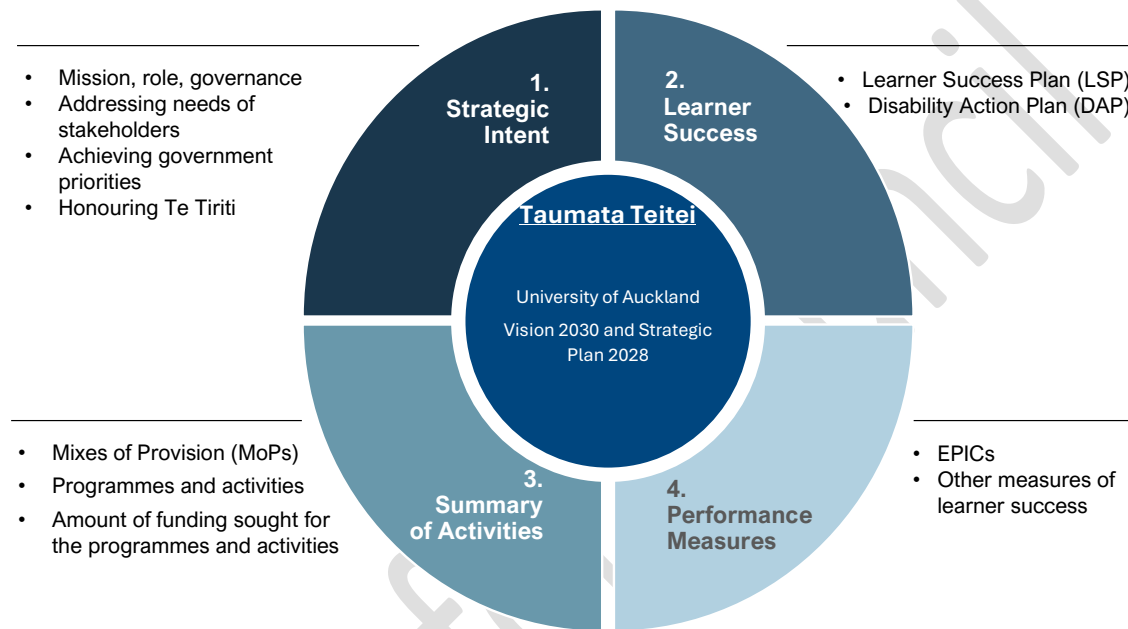 • Mission, role, governance
• Addressing needs of
stakeholders
• Achieving government
priorities
• Honouring Te Tiriti
1.
Strategic
Intent
2.
Learner
Success
• Learner Success Plan (LSP)
• Disability Action Plan (DAP)
Taumata Teitei
University of Auckland
Vision 2030 and Strategic
Plan 2028
• Mixes of Provision (MoPs)
• Programmes and activities
• Amount of funding sought for
the programmes and activities
3.
Summary
of Activities
4.
Performance
Measures
• EPICs
• Other measures of
learner success